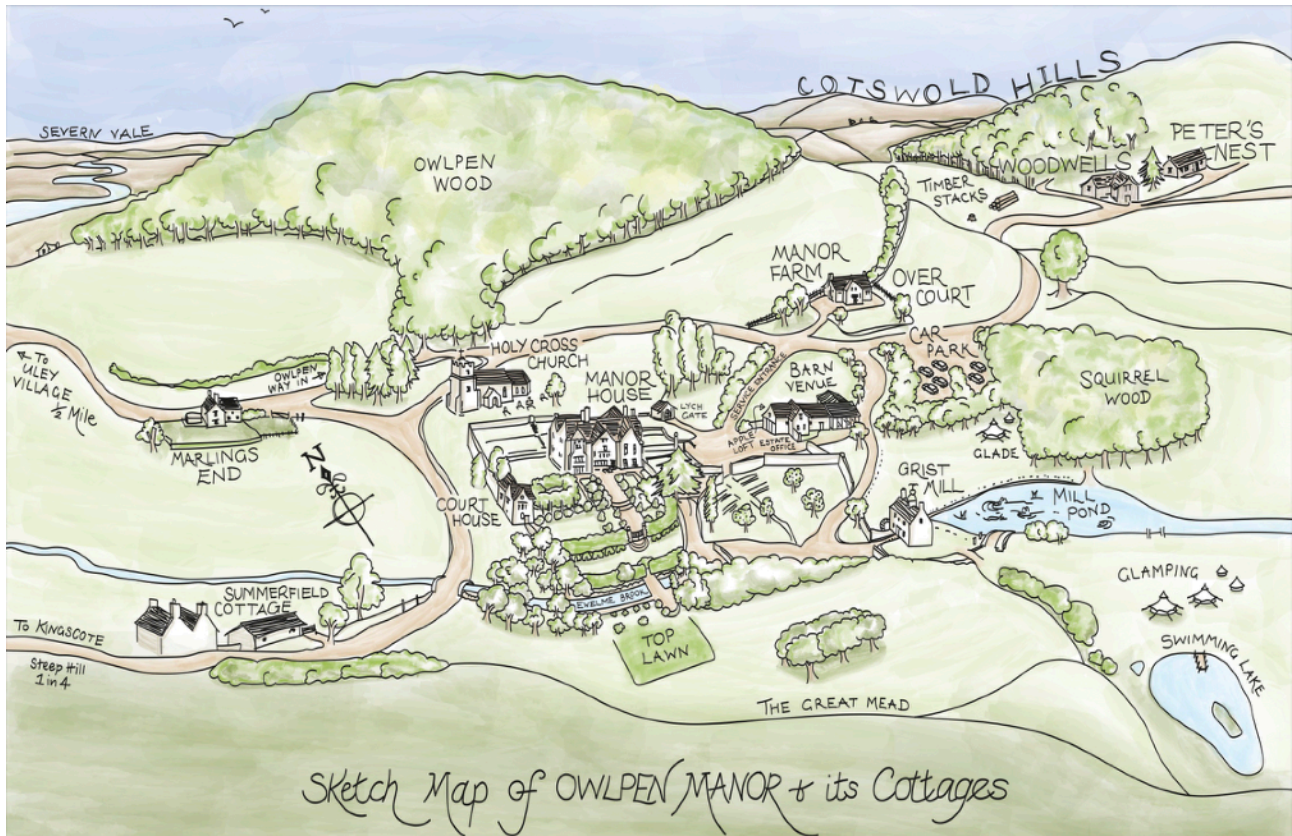 COTSWOLD HILLS
SEVERN VALE
OWLPEN
WOOD
PETER'S
NEST
WOODWELLS
TIMBER
STACKS
MANOR
FARM
OVER
COURT
CAR
PARK
TO
ULEY
VILLAGE
1/2 Mile
OWLPEN
WAY IN
HOLY CROSS
CHURCH
MANOR
HOUSE
LYCH
GATE
SERVICE ENTRANCE
BARN
VENUE
APPLE
LOFT
ESTATE
OFFICE
SQUIRREL
WOOD
GLADE
MARLINGS
END
N
COURT
HOUSE
GRIST
MILL
MILL
POND
SUMMERFIELD
COTTAGE
EWELME BROOK
GLAMPING
TO KINGSCOTE
Steep Hill
1 in 4
TOP
LAWN
SWIMMING LAKE
THE GREAT MEAD
Sketch Map of OWLPEN MANOR & its Cottages